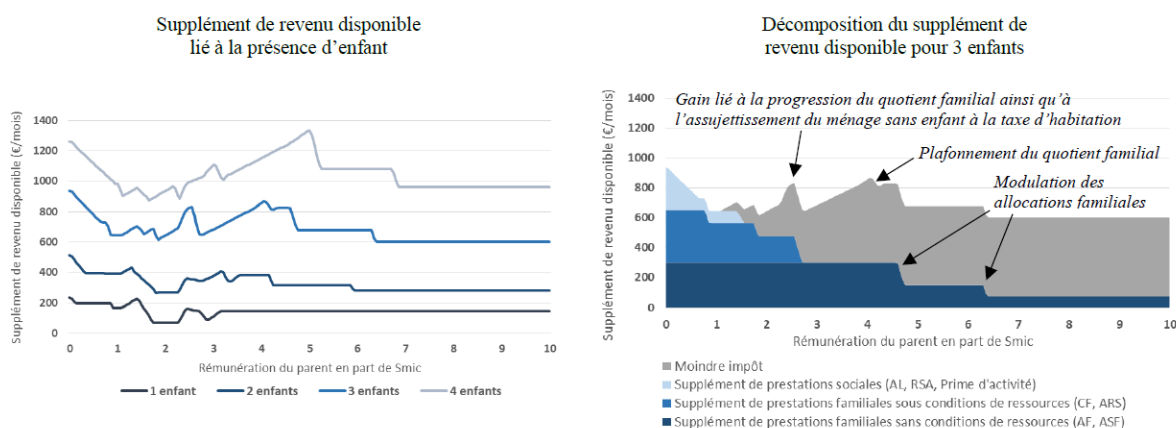 Supplément de revenu disponible
lié à la présence d'enfant
Supplément de revenu disponible (€/mois)
1400
1200
1000
800
600
400
200
0
0 1 2 3 4 5 6 7 8 9 10
Rémunération du parent en part de Smic
1 enfant 2 enfants 3 enfants 4 enfants
Décomposition du supplément de
revenu disponible pour 3 enfants
Supplément de revenu disponible (€/mois)
1400
1200
1000
800
600
400
200
0
Gain lié à la progression du quotient familial ainsi qu'à
l'assujettissement du ménage sans enfant à la taxe d'habitation
Plafonnement du quotient familial
Modulation des
allocations familiales
0 1 2 3 4 5 6 7 8 9 10
Rémunération du parent en part de Smic
Moindre impôt
Supplément de prestations sociales (AL, RSA, Prime d'activité)
Supplément de prestations familiales sous conditions de ressources (CF, ARS)
Supplément de prestations familiales sans conditions de ressources (AF, ASF)